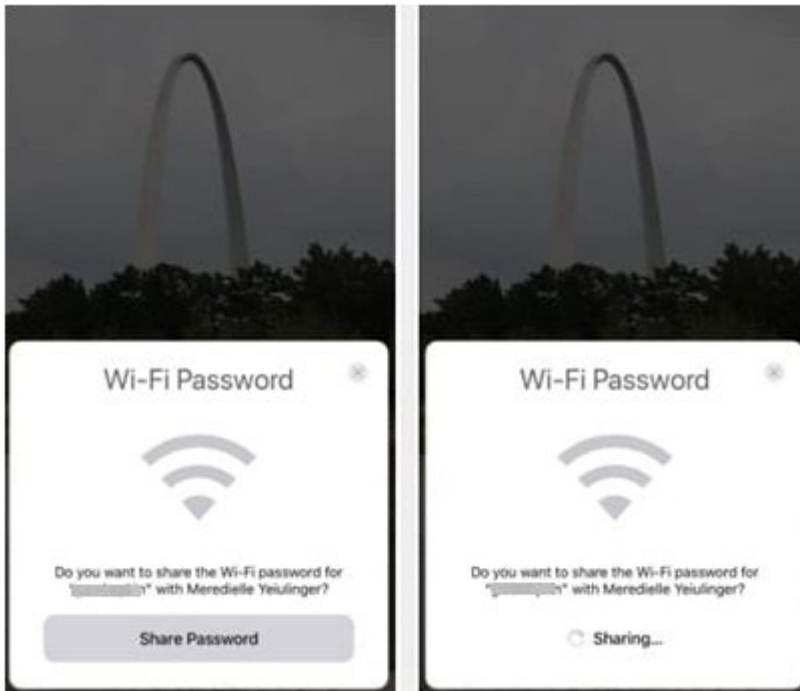 Wi-Fi Password
Do you want to share the Wi-Fi password for
" " with Meredielle Yeiulinger?
Share Password
Wi-Fi Password
Do you want to share the Wi-Fi password for
" " with Meredielle Yeiulinger?
Sharing...